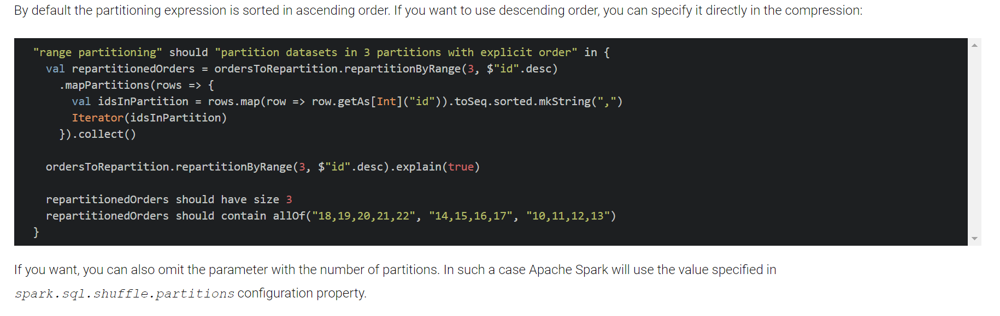 By default the partitioning expression is sorted in ascending order. If you want to use descending order, you can specify it directly in the compression:
"range partitioning" should "partition datasets in 3 partitions with explicit order" in {
  val repartitionedOrders = ordersToRepartition.repartitionByRange(3, $"id".desc)
    .mapPartitions(rows => {
      val idsInPartition = rows.map(row => row.getAs[Int]("id")).toSeq.sorted.mkString(",")
      Iterator(idsInPartition)
    }).collect()
  ordersToRepartition.repartitionByRange(3, $"id".desc).explain(true)
  repartitionedOrders should have size 3
  repartitionedOrders should contain allOf("18,19,20,21,22", "14,15,16,17", "10,11,12,13")
}
If you want, you can also omit the parameter with the number of partitions. In such a case Apache Spark will use the value specified in
spark.sql.shuffle.partitions configuration property.